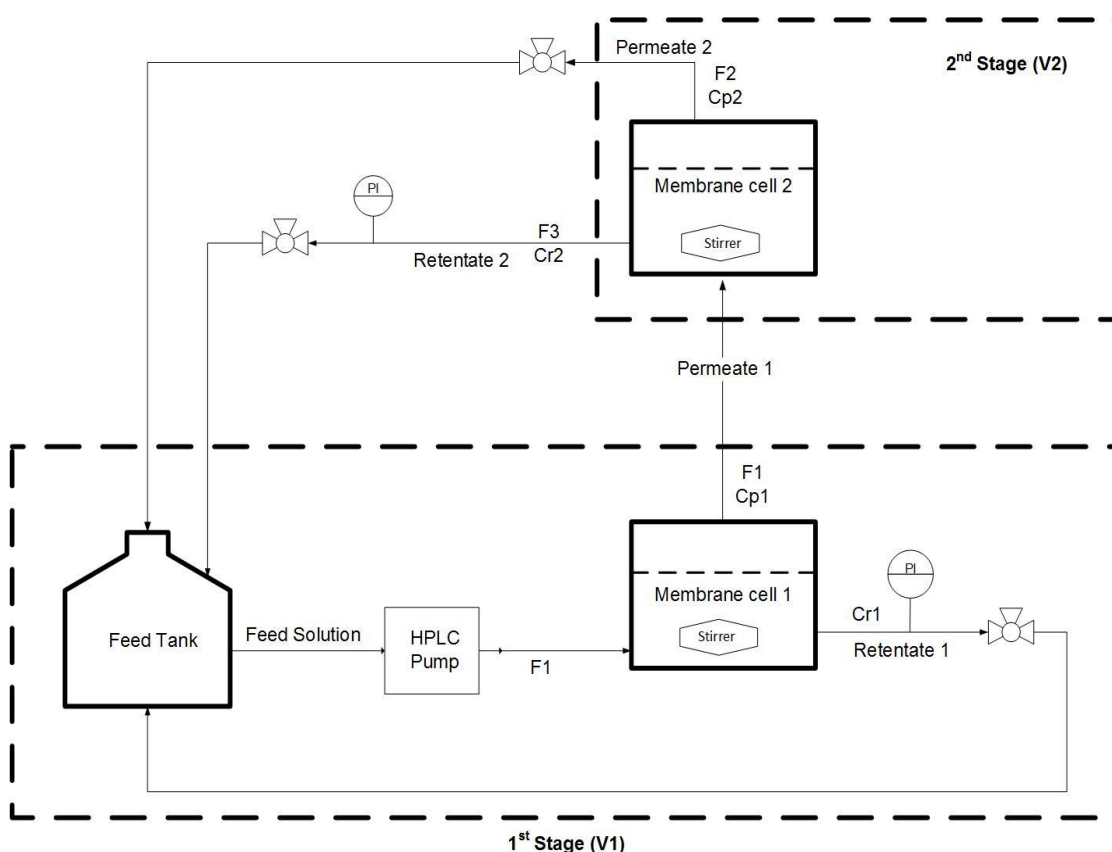 Permeate 2
2nd Stage (V2)
F2
Cp2
Membrane cell 2
PI
Stirrer
F3
Cr2
Retentate 2
Permeate 1
F1
Cp1
PI
Membrane cell 1
Cr1
Feed Solution
HPLC
Pump
Feed Tank
Stirrer
Retentate 1
F1
1st Stage (V1)